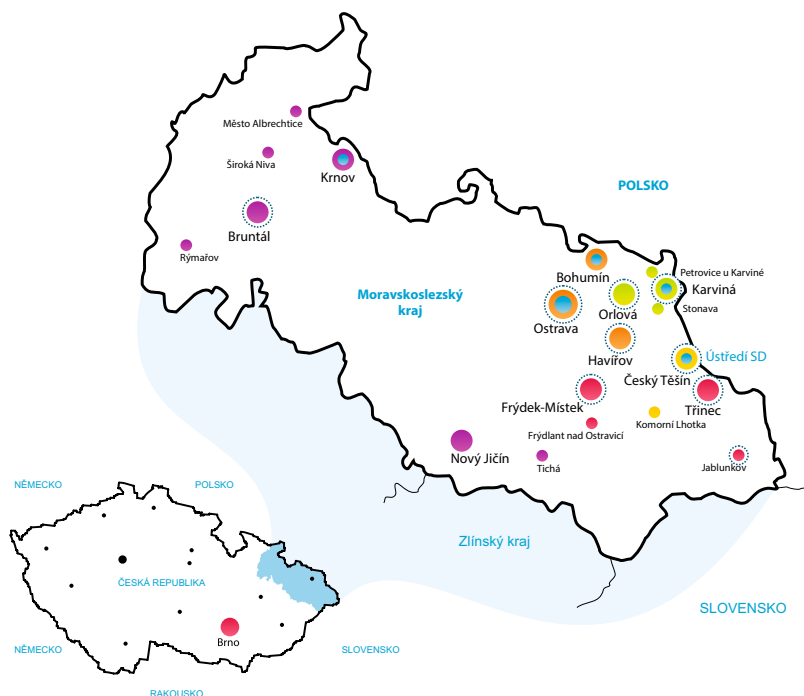 Město Albrechtice
Široká Niva
Krnov
POLSKO
Bruntál
Rýmařov
Bohumín
Petrovice u Karviné
Karviná
Moravskoslezský
kraj
Orlová
Stonava
Ostrava
Havířov
Ústředí SD
Český Těšín
Frýdek-Místek
Třinec
Komorní Lhotka
Frýdlant nad Ostravicí
Nový Jičín
Tichá
Jablunkov
NĚMECKO
POLSKO
Zlínský kraj
ČESKÁ REPUBLIKA
SLOVENSKO
Brno
NĚMECKO
SLOVENSKO
RAKOUSKO